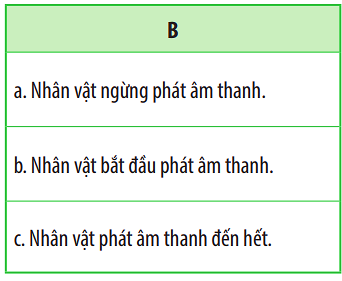 B
a. Nhân vật ngừng phát âm thanh.
b. Nhân vật bắt đầu phát âm thanh.
c. Nhân vật phát âm thanh đến hết.